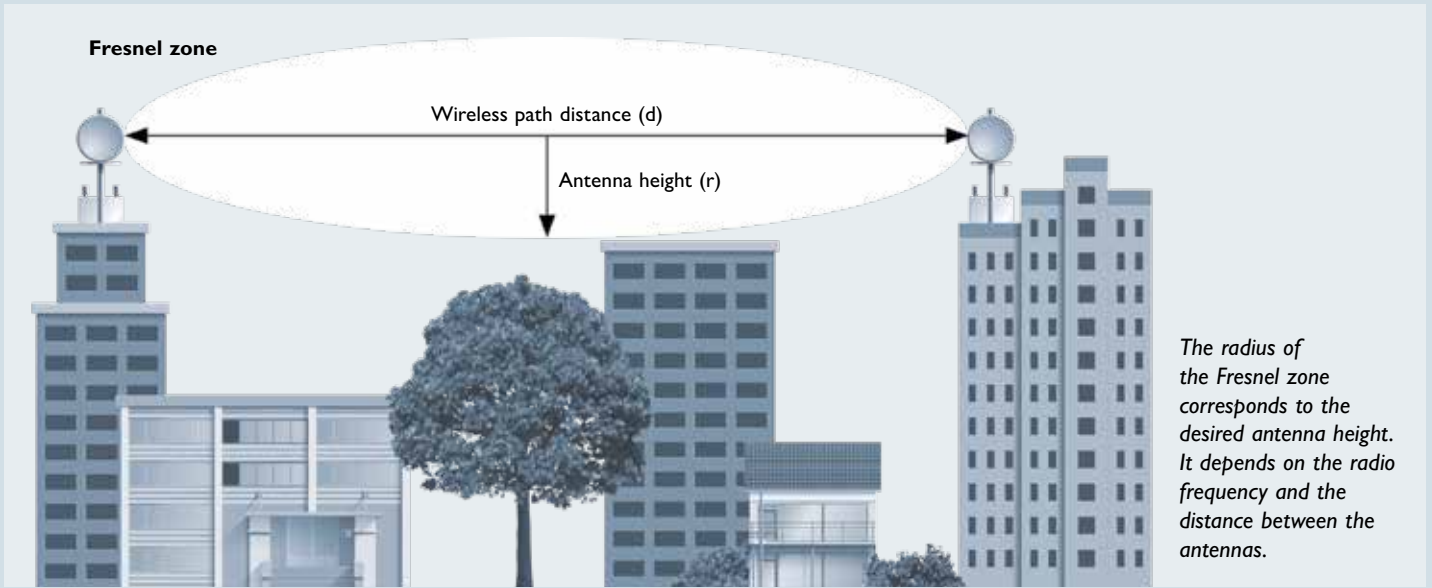 Fresnel zone
Wireless path distance (d)
Antenna height (r)
The radius of
the Fresnel zone
corresponds to the
desired antenna height.
It depends on the radio
frequency and the
distance between the
antennas.